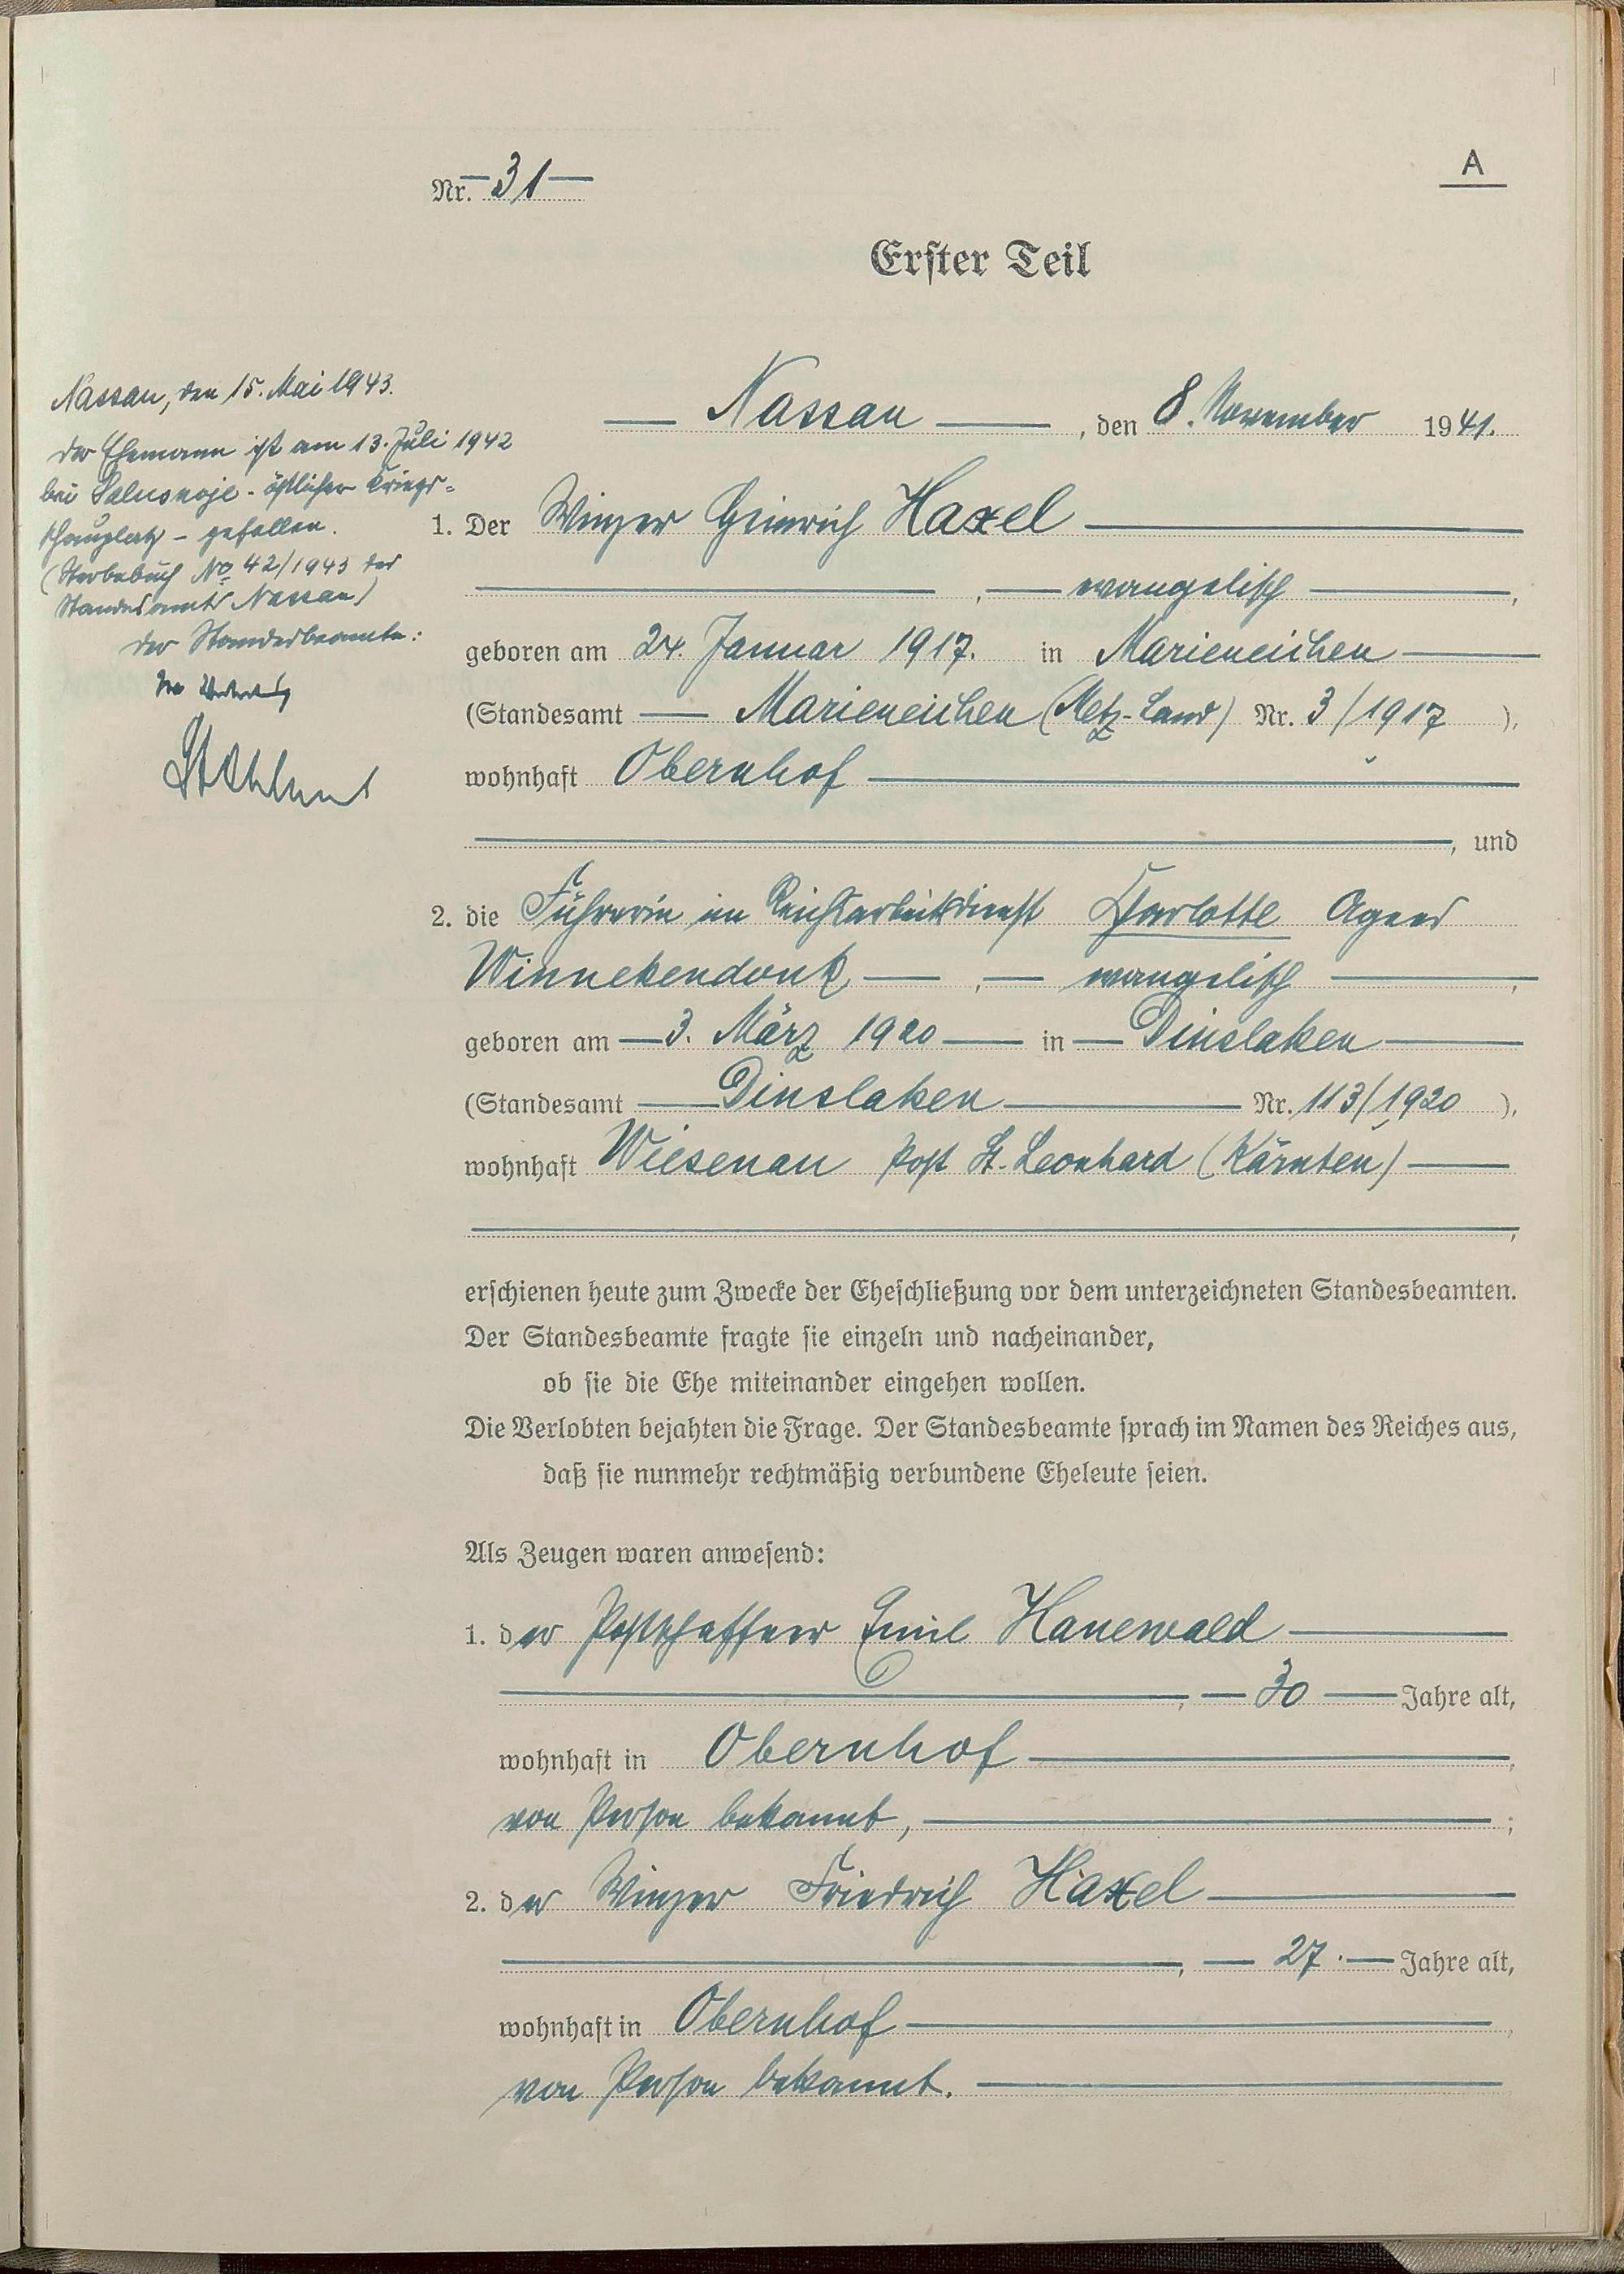 Nr. 31
A
Erster Teil
Nassau, den 15. Mai 1943.
Der Ehemann ist am 13. Juli 1942
bei Salusnoje - östlicher Kriegs-
schauplatz - gefallen.
(Sterbebuch No 42/1943 des
Standesamts Nassau)
Der Standesbeamte:
In Vertretung
Nassau, den 8. November 1941.
1. Der Winzer Heinrich Haxel
, evangelisch,
geboren am 24. Januar 1917. in Marieneichen
(Standesamt Marieneichen (Metz-Land) Nr. 3/1917),
wohnhaft Obernhof
, und
2. die Führerin im Reichsarbeitsdienst Charlotte Agnes
Winnekendonk, evangelisch,
geboren am 3. März 1920 in Dinslaken
(Standesamt Dinslaken Nr. 113/1920),
wohnhaft Wiesenau Post St. Leonhard (Kärnten)
,
erschienen heute zum Zwecke der Eheschließung vor dem unterzeichneten Standesbeamten.
Der Standesbeamte fragte sie einzeln und nacheinander,
ob sie die Ehe miteinander eingehen wollen.
Die Verlobten bejahten die Frage. Der Standesbeamte sprach im Namen des Reiches aus,
daß sie nunmehr rechtmäßig verbundene Eheleute seien.
Als Zeugen waren anwesend:
1. der Postschaffner Emil Hanewald
, 30 Jahre alt,
wohnhaft in Obernhof,
von Person bekannt, ;
2. der Winzer Friedrich Haxel
, 27 Jahre alt,
wohnhaft in Obernhof,
von Person bekannt.